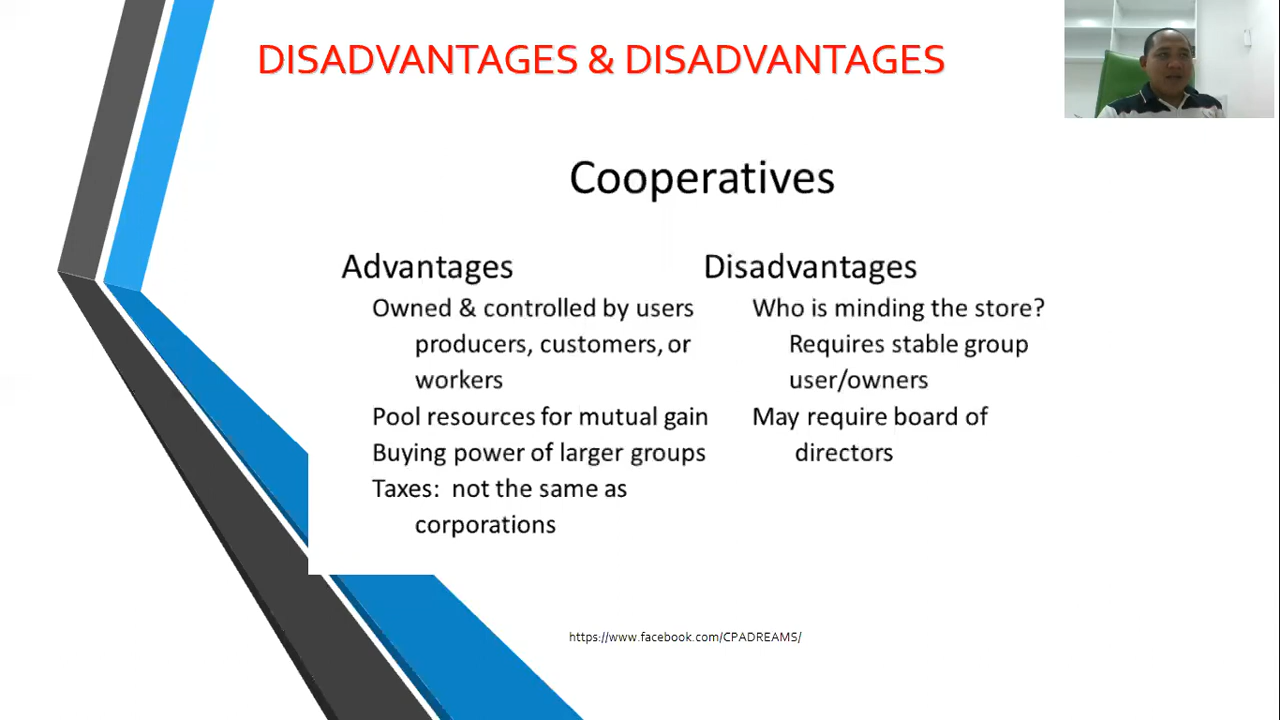 DISADVANTAGES & DISADVANTAGES
Cooperatives
Advantages
Owned & controlled by users
producers, customers, or
workers
Pool resources for mutual gain
Buying power of larger groups
Taxes: not the same as
corporations
Disadvantages
Who is minding the store?
Requires stable group
user/owners
May require board of
directors
https://www.facebook.com/CPADREAMS/